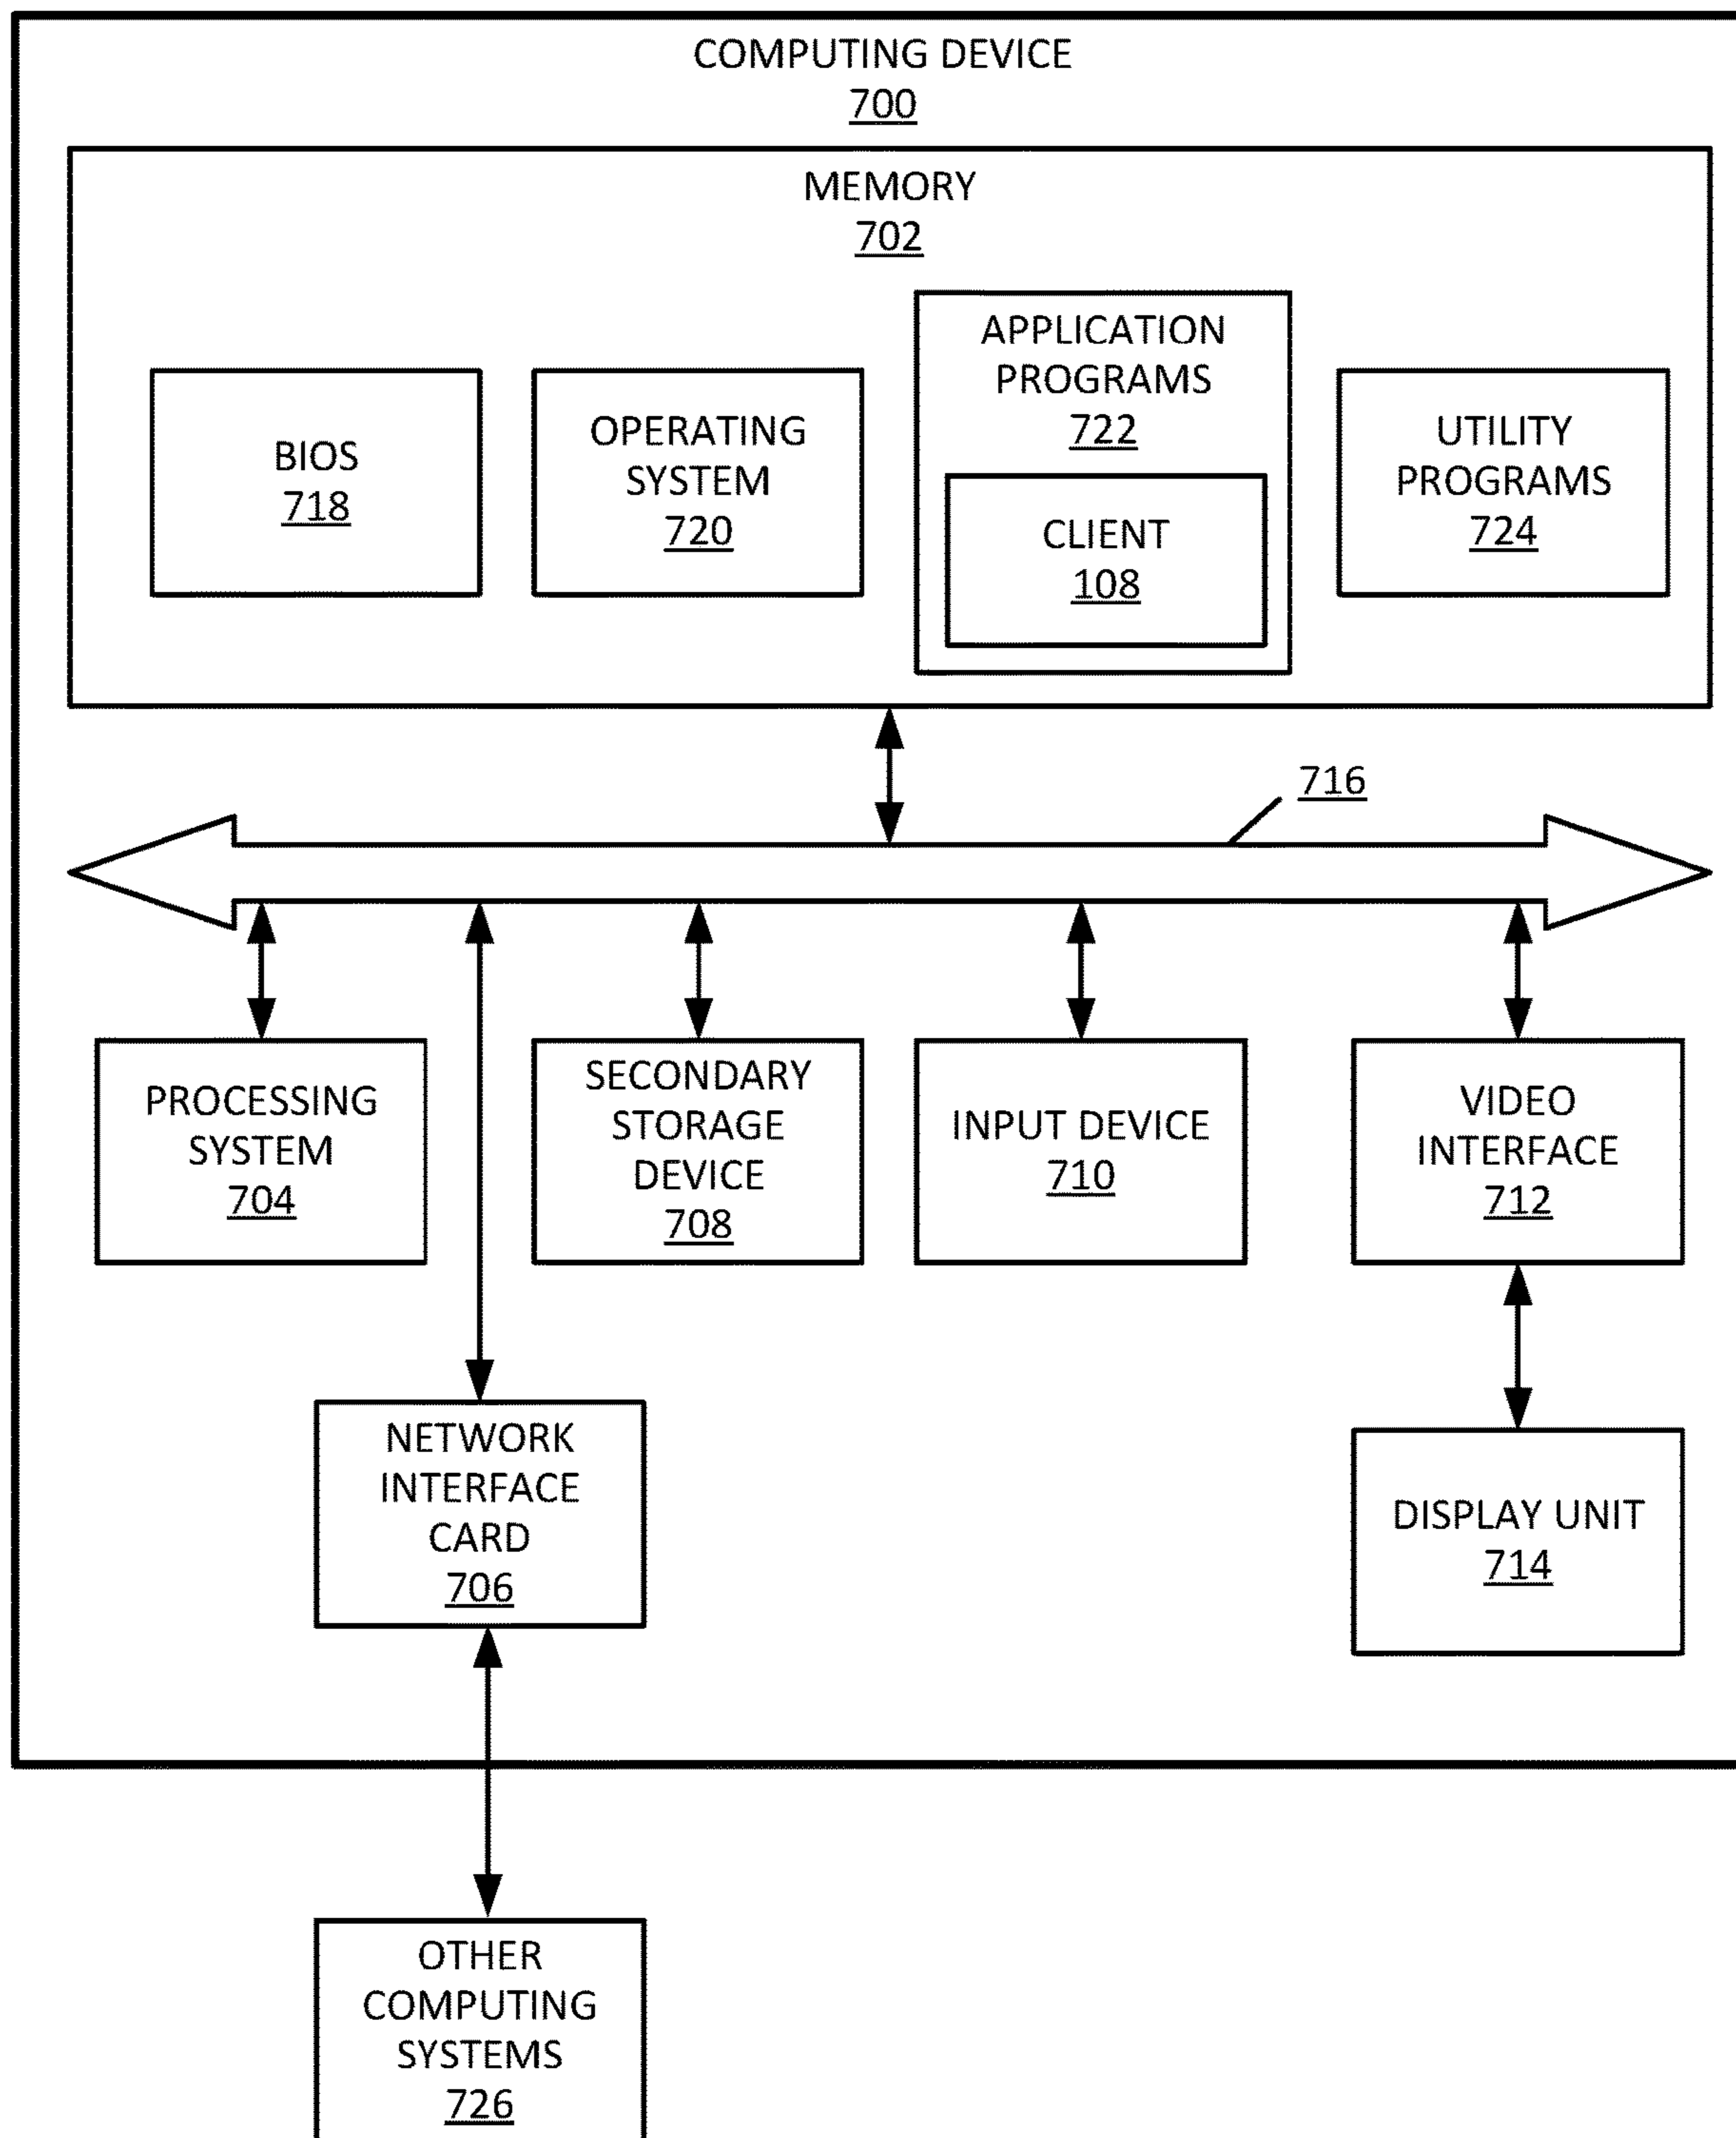 COMPUTING DEVICE
700
MEMORY
702
BIOS
718
OPERATING
SYSTEM
720
APPLICATION
PROGRAMS
722
CLIENT
108
UTILITY
PROGRAMS
724
716
PROCESSING
SYSTEM
704
SECONDARY
STORAGE
DEVICE
708
INPUT DEVICE
710
VIDEO
INTERFACE
712
NETWORK
INTERFACE
CARD
706
DISPLAY UNIT
714
OTHER
COMPUTING
SYSTEMS
726